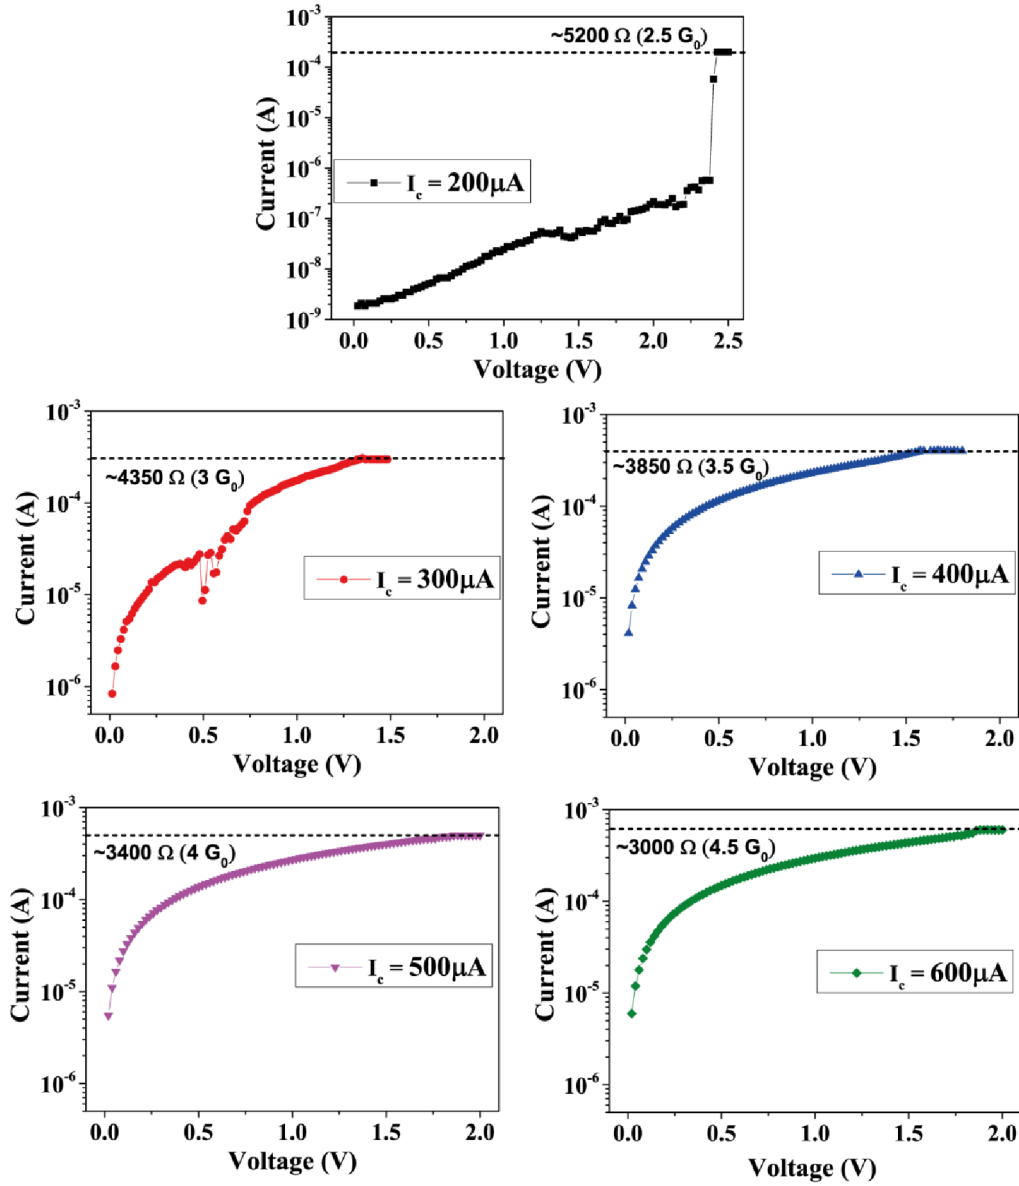 10⁻³
~5200 Ω (2.5 G₀)
10⁻⁴
10⁻⁵
10⁻⁶
10⁻⁷
10⁻⁸
10⁻⁹
Current (A)
I_c = 200μA
0.0 0.5 1.0 1.5 2.0 2.5
Voltage (V)
10⁻³
~4350 Ω (3 G₀)
10⁻⁴
10⁻⁵
10⁻⁶
Current (A)
I_c = 300μA
0.0 0.5 1.0 1.5 2.0
Voltage (V)
10⁻³
~3850 Ω (3.5 G₀)
10⁻⁴
10⁻⁵
10⁻⁶
Current (A)
I_c = 400μA
0.0 0.5 1.0 1.5 2.0
Voltage (V)
10⁻³
~3400 Ω (4 G₀)
10⁻⁴
10⁻⁵
10⁻⁶
Current (A)
I_c = 500μA
0.0 0.5 1.0 1.5 2.0
Voltage (V)
10⁻³
~3000 Ω (4.5 G₀)
10⁻⁴
10⁻⁵
10⁻⁶
Current (A)
I_c = 600μA
0.0 0.5 1.0 1.5 2.0
Voltage (V)